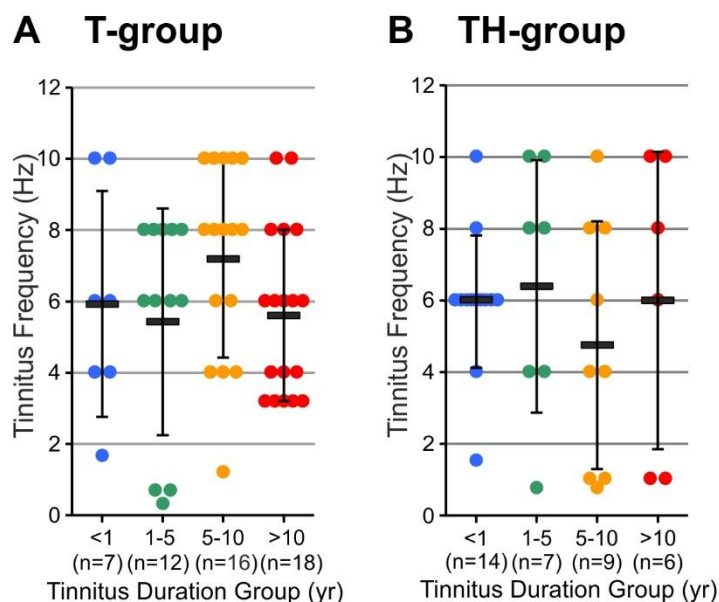 A T-group
Tinnitus Frequency (Hz)
12
10
8
6
4
2
0
<1 1-5 5-10 >10
(n=7) (n=12) (n=16) (n=18)
Tinnitus Duration Group (yr)
B TH-group
Tinnitus Frequency (Hz)
12
10
8
6
4
2
0
<1 1-5 5-10 >10
(n=14) (n=7) (n=9) (n=6)
Tinnitus Duration Group (yr)